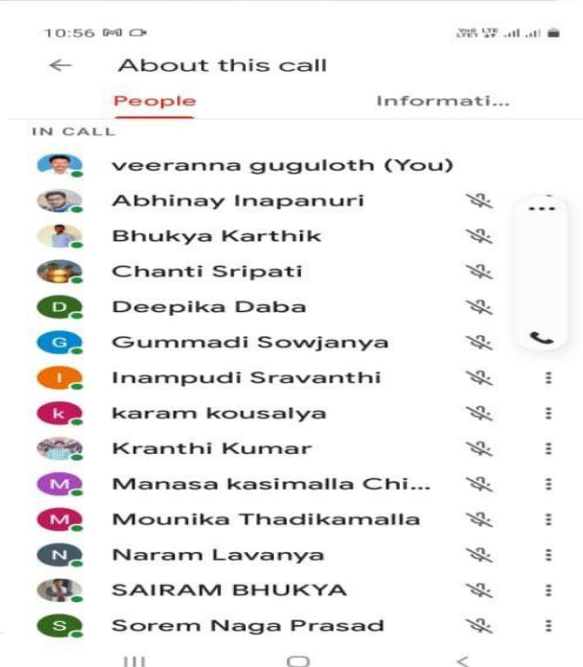 10:56
← About this call
People Informati...
IN CALL
veeranna guguloth (You)
Abhinay Inapanuri
Bhukya Karthik
Chanti Sripati
D Deepika Daba
G Gummadi Sowjanya
I Inampudi Sravanthi
k karam kousalya
Kranthi Kumar
M Manasa kasimalla Chi...
M Mounika Thadikamalla
N Naram Lavanya
SAIRAM BHUKYA
S Sorem Naga Prasad